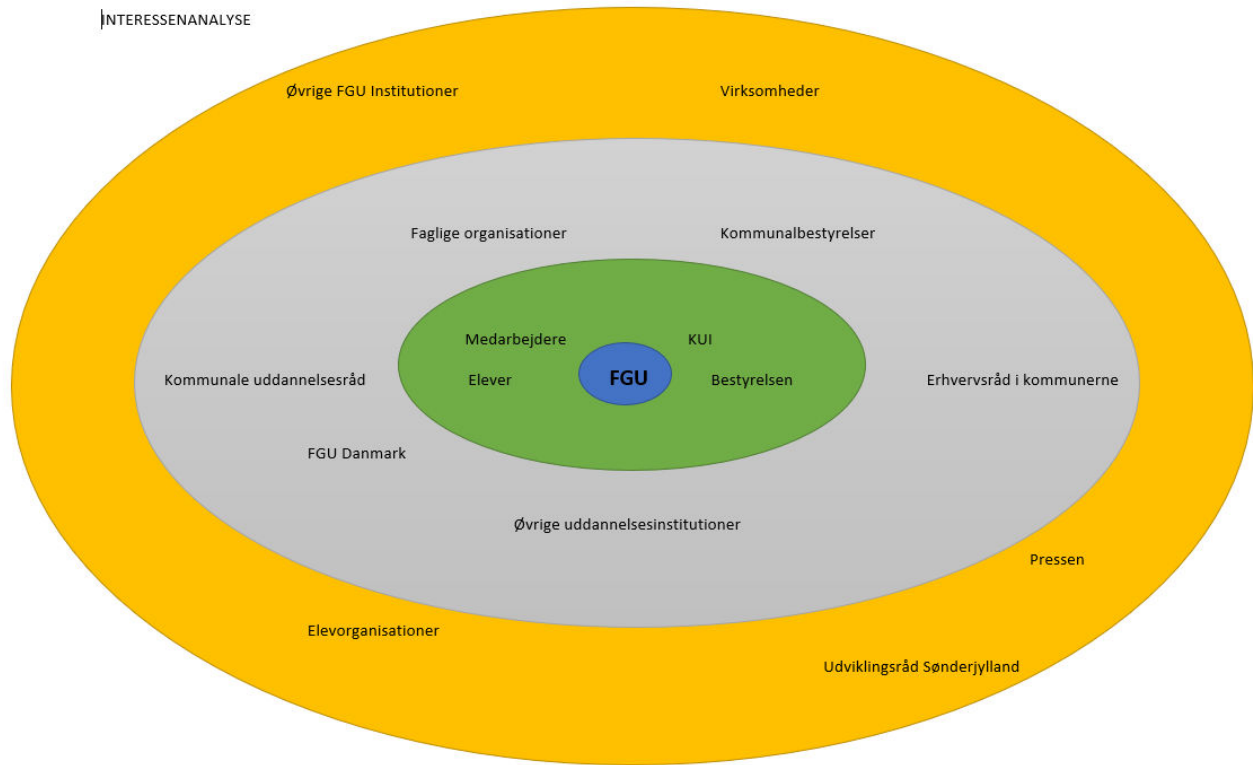 INTERESSENANALYSE
Øvrige FGU Institutioner
Virksomheder
Faglige organisationer
Kommunalbestyrelser
Medarbejdere
KUI
Kommunale uddannelsesråd
Elever
FGU
Bestyrelsen
Erhvervsråd i kommunerne
FGU Danmark
Øvrige uddannelsesinstitutioner
Pressen
Elevorganisationer
Udviklingsråd Sønderjylland